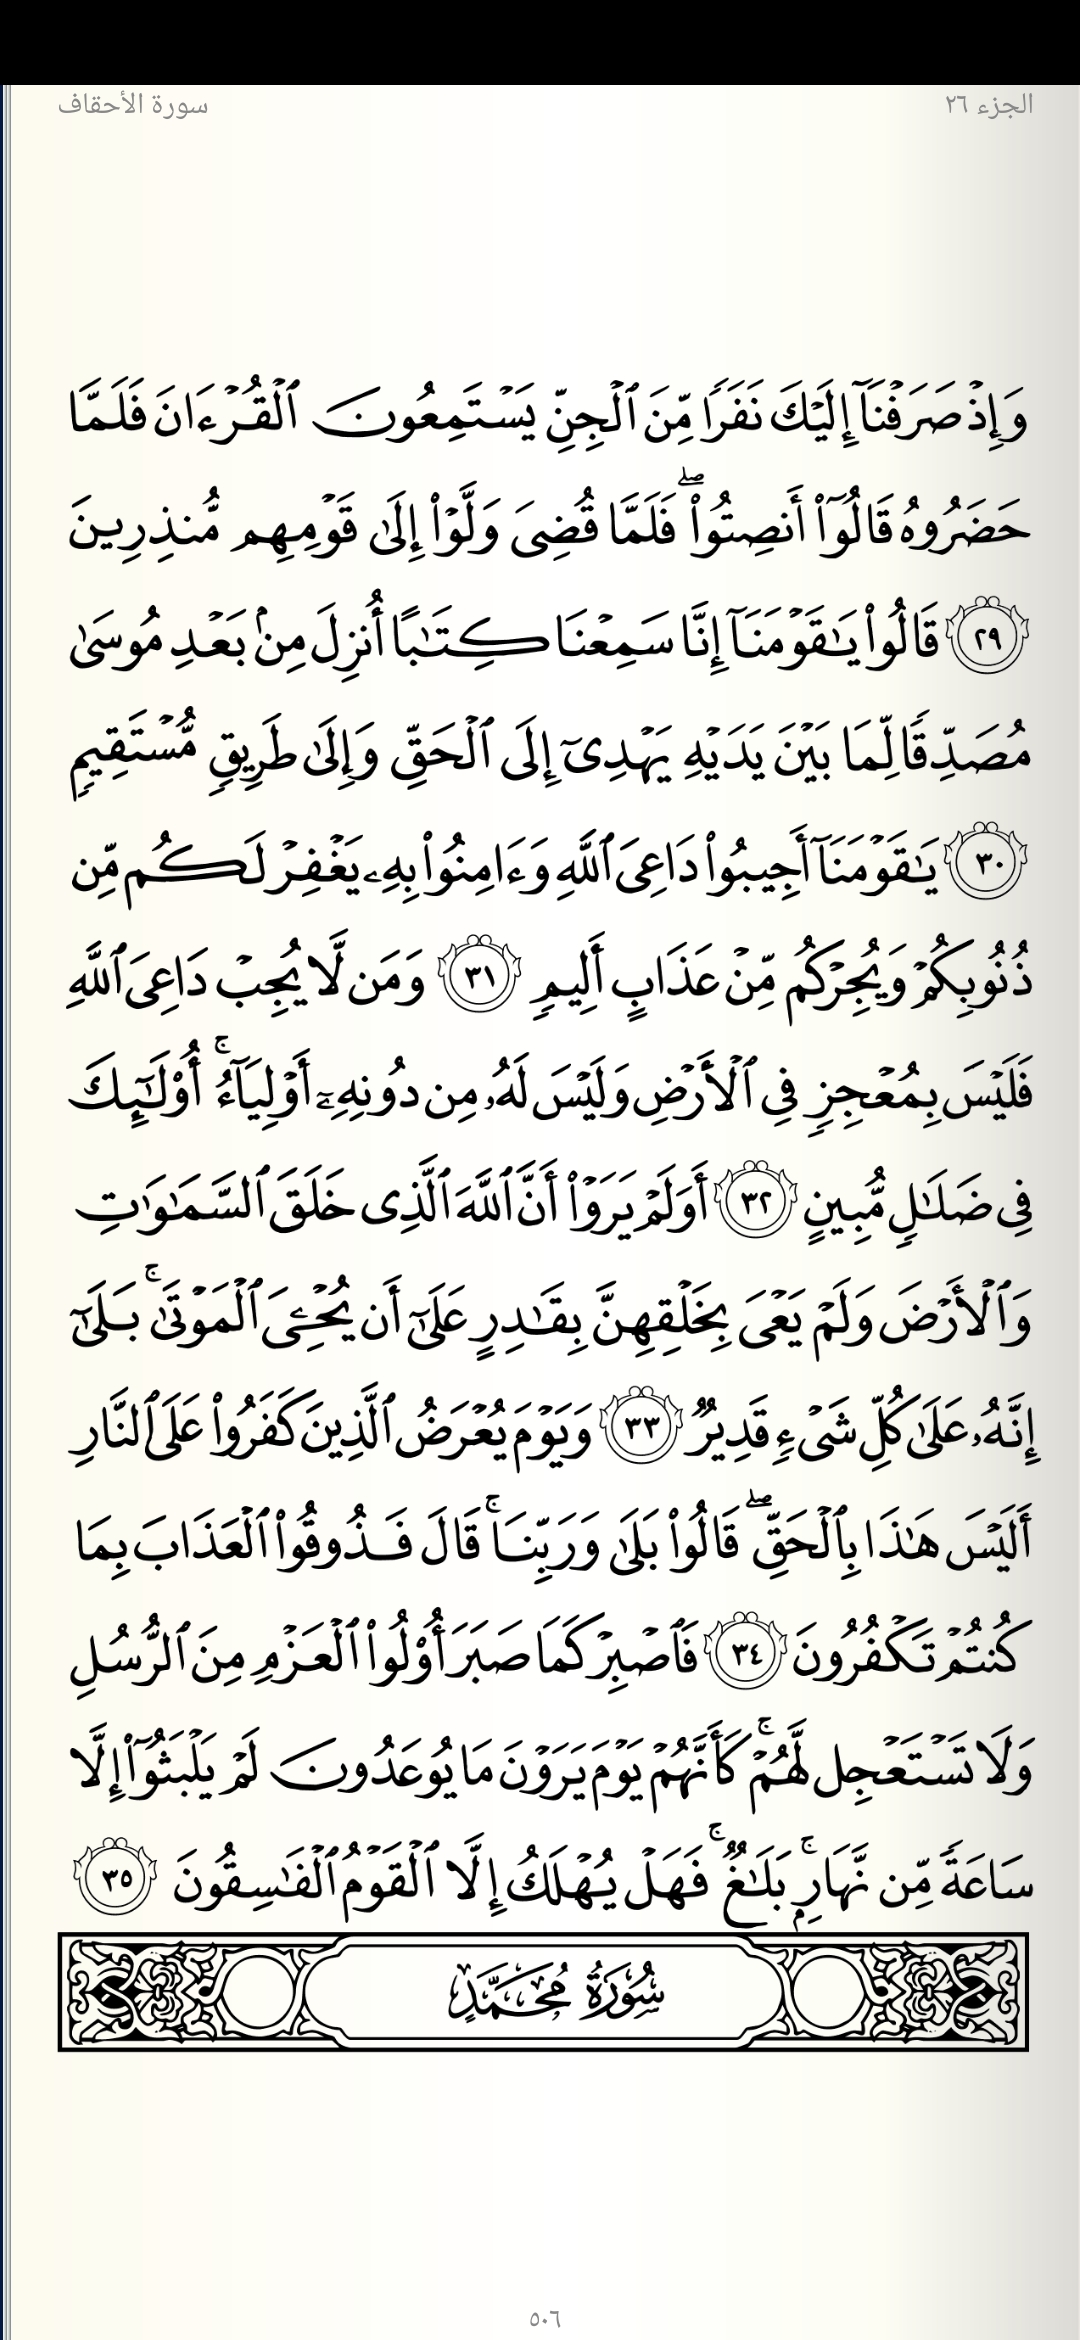 الجزء ٢٦
سورة الأحقاف
وَإِذْ صَرَفْنَآ إِلَيْكَ نَفَرًا مِّنَ ٱلْجِنِّ يَسْتَمِعُونَ ٱلْقُرْءَانَ فَلَمَّا
حَضَرُوهُ قَالُوٓا۟ أَنصِتُوا۟ ۖ فَلَمَّا قُضِىَ وَلَّوْا۟ إِلَىٰ قَوْمِهِم مُّنذِرِينَ
٢٩ قَالُوا۟ يَـٰقَوْمَنَآ إِنَّا سَمِعْنَا كِتَـٰبًا أُنزِلَ مِنۢ بَعْدِ مُوسَىٰ
مُصَدِّقًا لِّمَا بَيْنَ يَدَيْهِ يَهْدِىٓ إِلَى ٱلْحَقِّ وَإِلَىٰ طَرِيقٍ مُّسْتَقِيمٍ
٣٠ يَـٰقَوْمَنَآ أَجِيبُوا۟ دَاعِىَ ٱللَّهِ وَءَامِنُوا۟ بِهِۦ يَغْفِرْ لَكُم مِّن
ذُنُوبِكُمْ وَيُجِرْكُم مِّنْ عَذَابٍ أَلِيمٍ ٣١ وَمَن لَّا يُجِبْ دَاعِىَ ٱللَّهِ
فَلَيْسَ بِمُعْجِزٍ فِى ٱلْأَرْضِ وَلَيْسَ لَهُۥ مِن دُونِهِۦٓ أَوْلِيَآءُ ۚ أُو۟لَـٰٓئِكَ
فِى ضَلَـٰلٍ مُّبِينٍ ٣٢ أَوَلَمْ يَرَوْا۟ أَنَّ ٱللَّهَ ٱلَّذِى خَلَقَ ٱلسَّمَـٰوَٰتِ
وَٱلْأَرْضَ وَلَمْ يَعْىَ بِخَلْقِهِنَّ بِقَـٰدِرٍ عَلَىٰٓ أَن يُحْـِۧىَ ٱلْمَوْتَىٰ ۚ بَلَىٰٓ
إِنَّهُۥ عَلَىٰ كُلِّ شَىْءٍ قَدِيرٌ ٣٣ وَيَوْمَ يُعْرَضُ ٱلَّذِينَ كَفَرُوا۟ عَلَى ٱلنَّارِ
أَلَيْسَ هَـٰذَا بِٱلْحَقِّ ۖ قَالُوا۟ بَلَىٰ وَرَبِّنَا ۚ قَالَ فَذُوقُوا۟ ٱلْعَذَابَ بِمَا
كُنتُمْ تَكْفُرُونَ ٣٤ فَٱصْبِرْ كَمَا صَبَرَ أُو۟لُوا۟ ٱلْعَزْمِ مِنَ ٱلرُّسُلِ
وَلَا تَسْتَعْجِل لَّهُمْ ۚ كَأَنَّهُمْ يَوْمَ يَرَوْنَ مَا يُوعَدُونَ لَمْ يَلْبَثُوٓا۟ إِلَّا
سَاعَةً مِّن نَّهَارٍۭ ۚ بَلَـٰغٌ ۚ فَهَلْ يُهْلَكُ إِلَّا ٱلْقَوْمُ ٱلْفَـٰسِقُونَ ٣٥
سُورَةُ مُحَمَّدٍ
٥٠٦